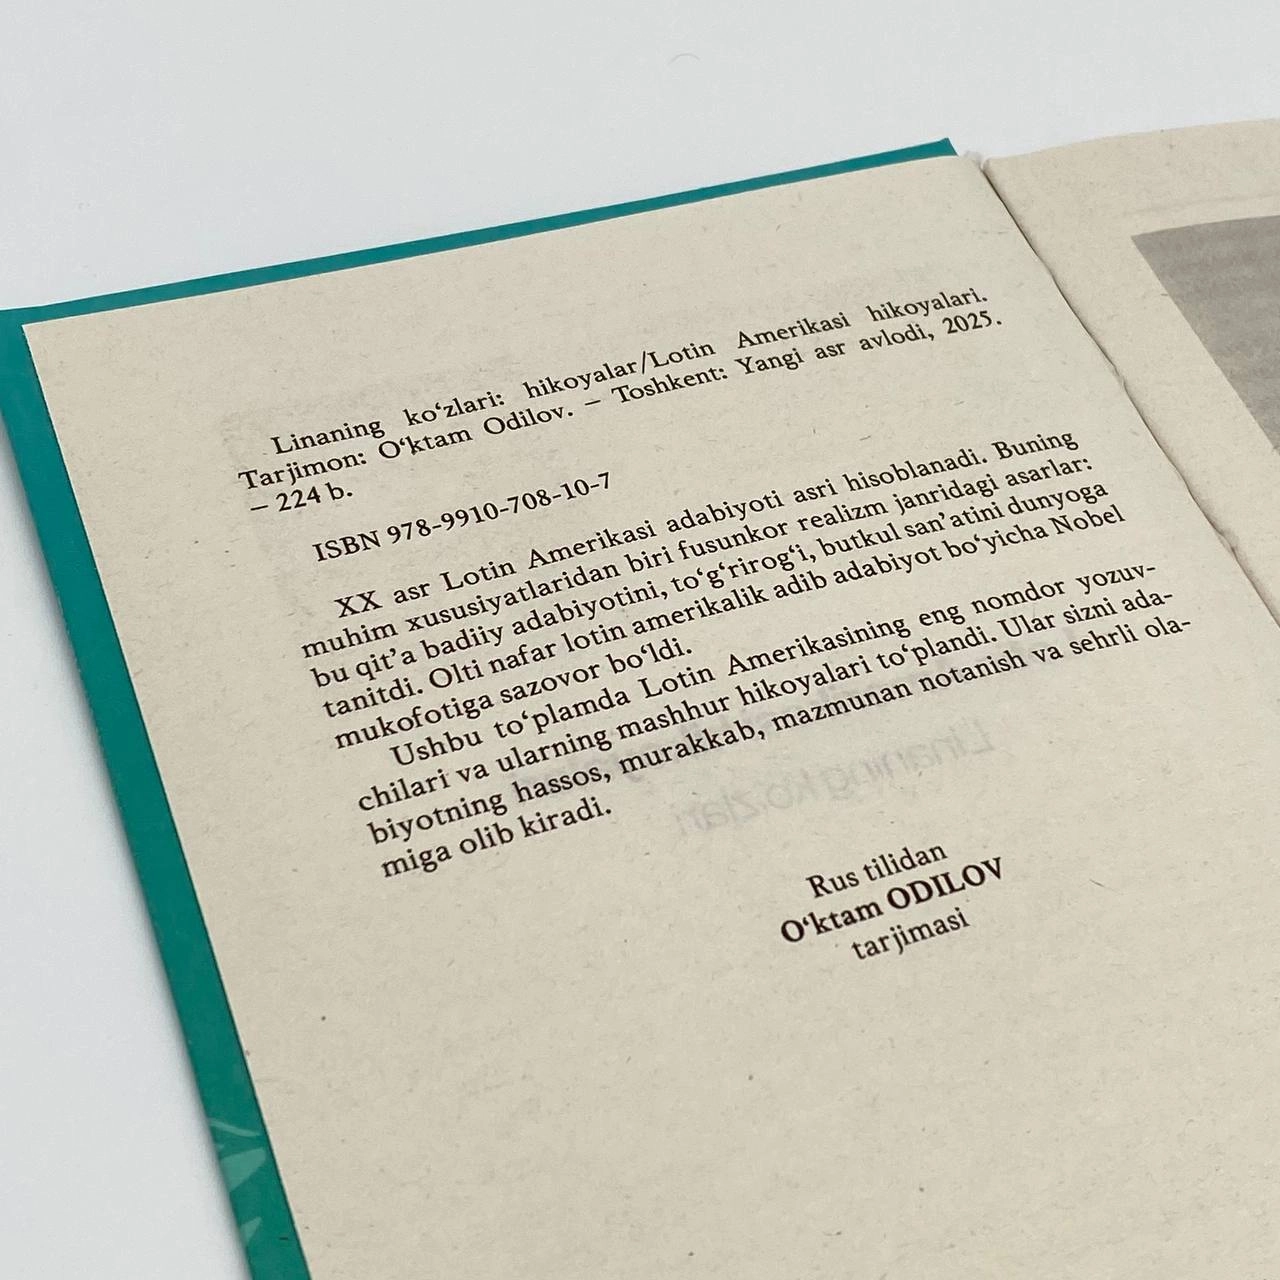 Linaning ko‘zlari: hikoyalar/Lotin Amerikasi hikoyalari.
Tarjimon: O‘ktam Odilov. – Toshkent: Yangi asr avlodi, 2025.
– 224 b.
ISBN 978-9910-708-10-7
XX asr Lotin Amerikasi adabiyoti asri hisoblanadi. Buning
muhim xususiyatlaridan biri fusunkor realizm janridagi asarlar:
bu qit’a badiiy adabiyotini, to‘g‘rirog‘i, butkul san’atini dunyoga
tanitdi. Olti nafar lotin amerikalik adib adabiyot bo‘yicha Nobel
mukofotiga sazovor bo‘ldi.
Ushbu to‘plamda Lotin Amerikasining eng nomdor yozuv-
chilari va ularning mashhur hikoyalari to‘plandi. Ular sizni ada-
biyotning hassos, murakkab, mazmunan notanish va sehrli ola-
miga olib kiradi.
Rus tilidan
O‘ktam ODILOV
tarjimasi